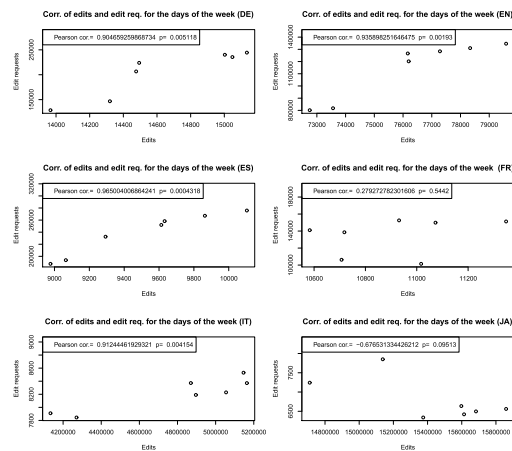 Corr. of edits and edit req. for the days of the week (DE)
Pearson cor.= 0.904659259868734 p= 0.005118
Edit requests
150000
250000
14000 14200 14400 14600 14800 15000
Edits
Corr. of edits and edit req. for the days of the week (EN)
Pearson cor.= 0.935898251646475 p= 0.00193
Edit requests
800000
1100000
1400000
73000 74000 75000 76000 77000 78000 79000
Edits
Corr. of edits and edit req. for the days of the week (ES)
Pearson cor.= 0.965004006864241 p= 0.0004318
Edit requests
200000
260000
320000
9000 9200 9400 9600 9800 10000
Edits
Corr. of edits and edit req. for the days of the week (FR)
Pearson cor.= 0.279272782301606 p= 0.5442
Edit requests
100000
180000
10600 10800 11000 11200
Edits
Corr. of edits and edit req. for the days of the week (IT)
Pearson cor.= 0.91244461929321 p= 0.004154
Edit requests
7800
8200
8600
9000
4200000 4400000 4600000 4800000 5000000 5200000
Edits
Corr. of edits and edit req. for the days of the week (JA)
Pearson cor.= −0.676531334426212 p= 0.09513
Edit requests
6500
7500
14800000 15000000 15200000 15400000 15600000 15800000
Edits